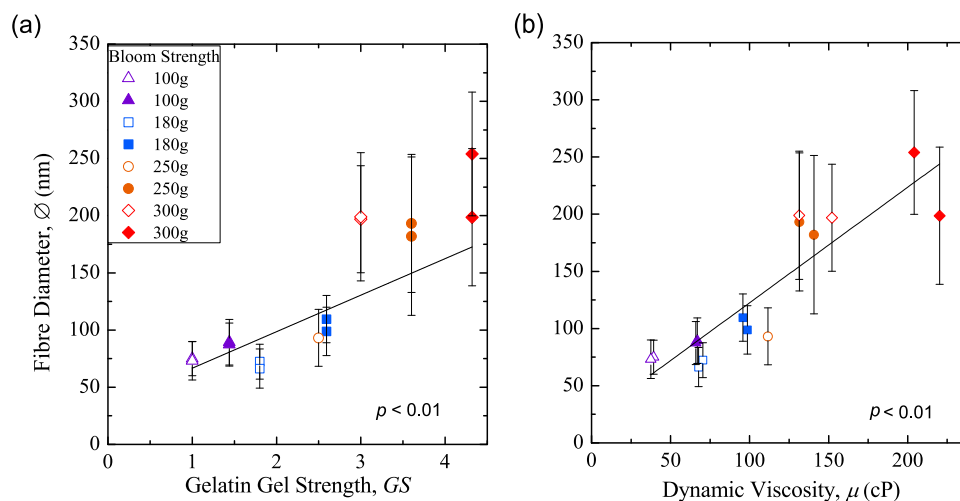 (a)
350
300
250
200
150
100
50
0
Fibre Diameter, Ø (nm)
Bloom Strength
100g
100g
180g
180g
250g
250g
300g
300g
p < 0.01
0 1 2 3 4
Gelatin Gel Strength, GS
(b)
350
300
250
200
150
100
50
0
p < 0.01
0 50 100 150 200
Dynamic Viscosity, μ (cP)